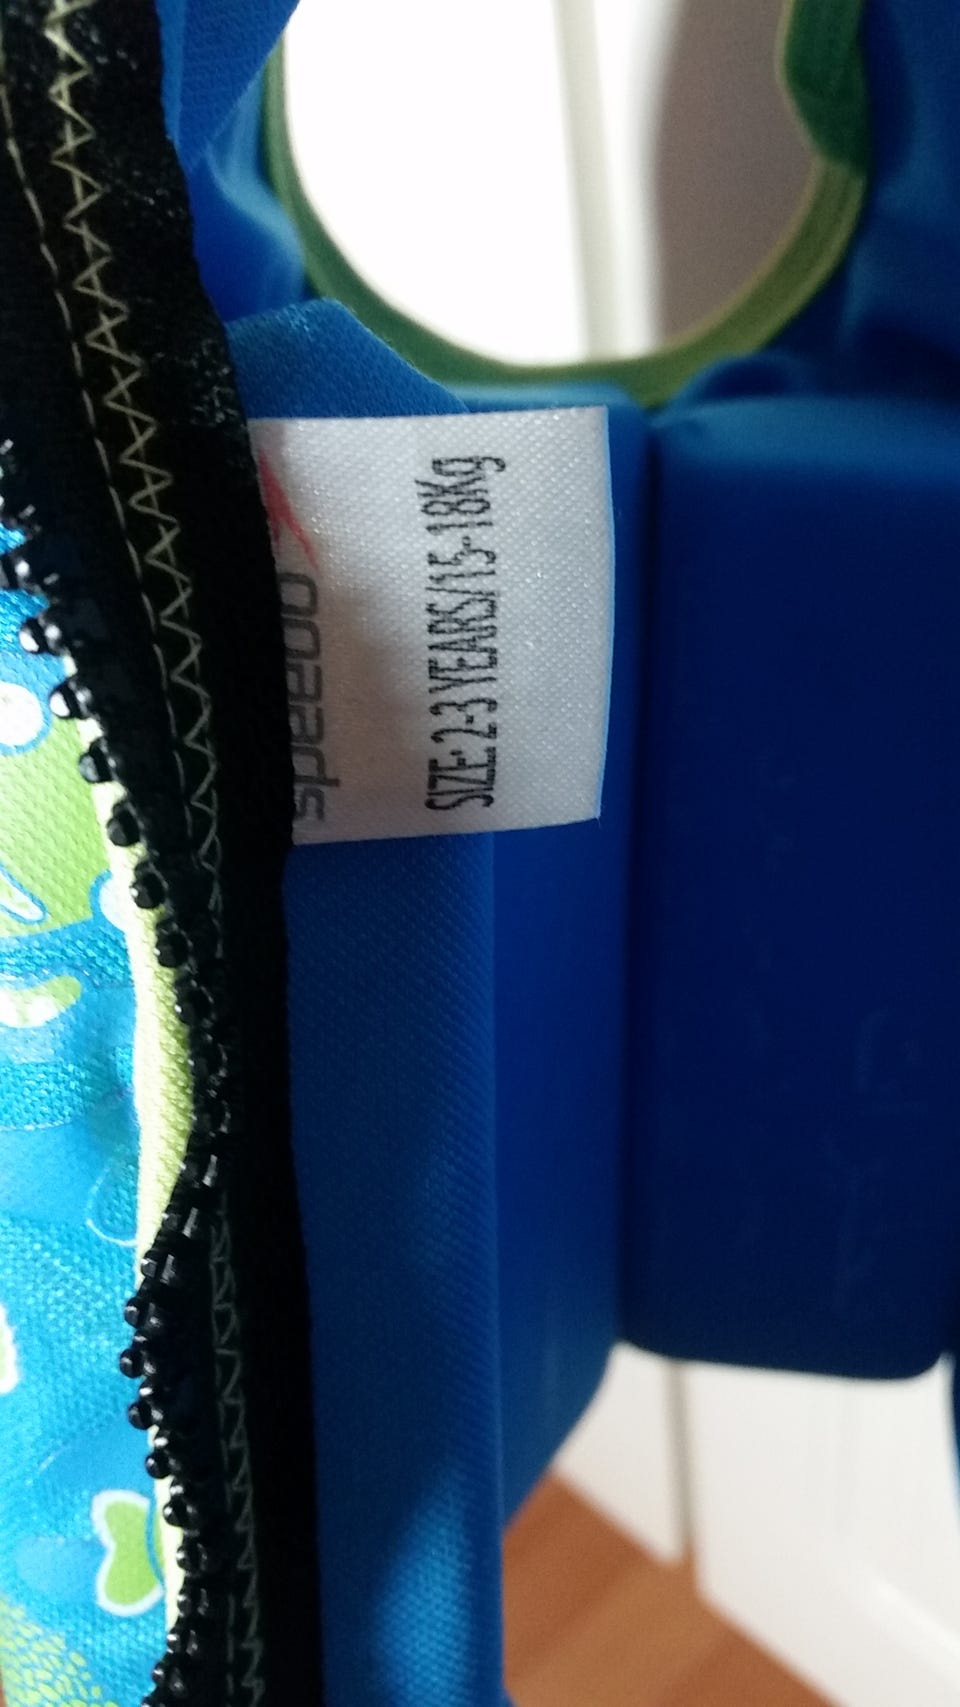 speedo
SIZE: 2-3 YEARS/15-18Kg